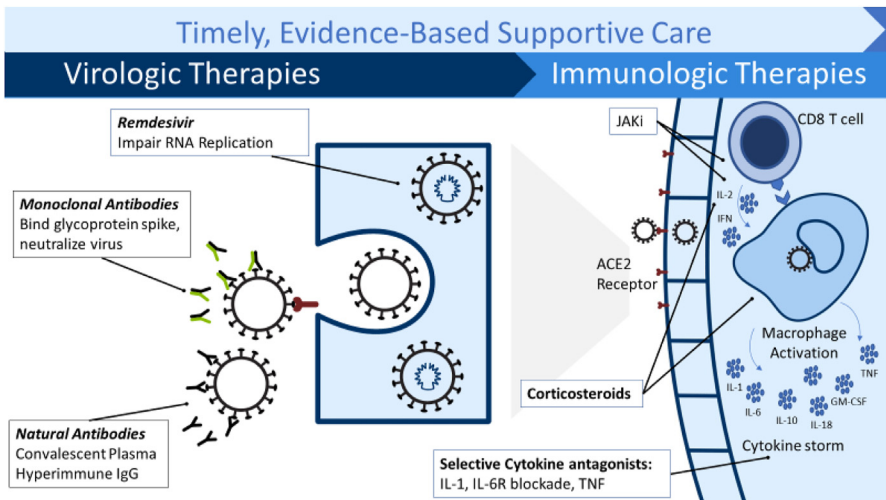 Timely, Evidence-Based Supportive Care
Virologic Therapies
Immunologic Therapies
Remdesivir
Impair RNA Replication
Monoclonal Antibodies
Bind glycoprotein spike,
neutralize virus
Natural Antibodies
Convalescent Plasma
Hyperimmune IgG
JAKi
CD8 T cell
IL-2
IFN
ACE2
Receptor
Macrophage
Activation
TNF
IL-1
IL-6
IL-10
IL-18
GM-CSF
Corticosteroids
Cytokine storm
Selective Cytokine antagonists:
IL-1, IL-6R blockade, TNF